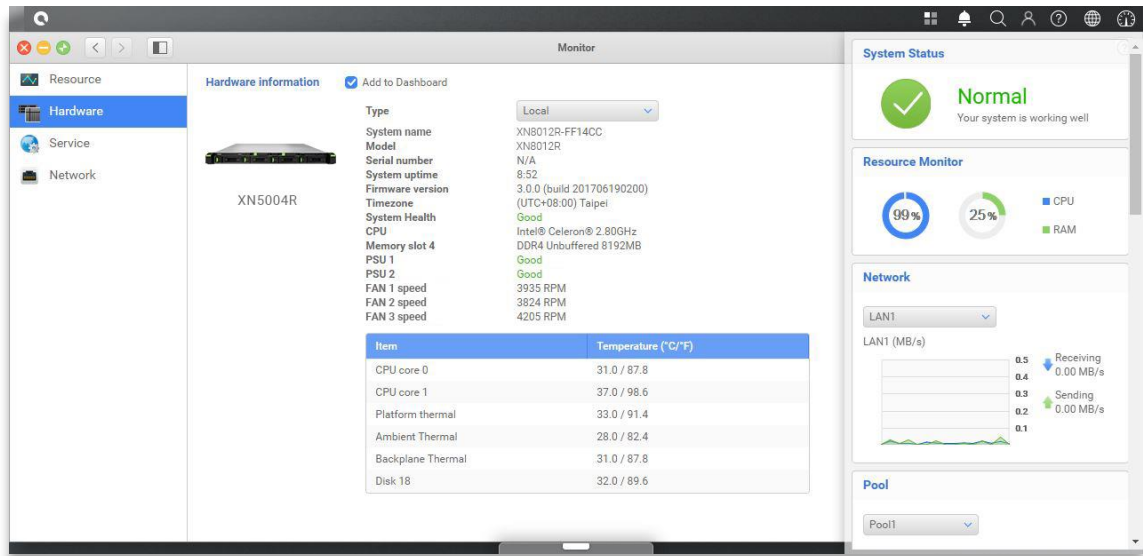 Monitor
Resource
Hardware
Service
Network
Hardware information
Add to Dashboard
XN5004R
Type Local
System name XN8012R-FF14CC
Model XN8012R
Serial number N/A
System uptime 8:52
Firmware version 3.0.0 (build 201706190200)
Timezone (UTC+08:00) Taipei
System Health Good
CPU Intel® Celeron® 2.80GHz
Memory slot 4 DDR4 Unbuffered 8192MB
PSU 1 Good
PSU 2 Good
FAN 1 speed 3935 RPM
FAN 2 speed 3824 RPM
FAN 3 speed 4205 RPM
Item Temperature (°C/°F)
CPU core 0 31.0 / 87.8
CPU core 1 37.0 / 98.6
Platform thermal 33.0 / 91.4
Ambient Thermal 28.0 / 82.4
Backplane Thermal 31.0 / 87.8
Disk 18 32.0 / 89.6
System Status
Normal
Your system is working well
Resource Monitor
99%
25%
CPU
RAM
Network
LAN1
LAN1 (MB/s)
0.5
0.4
0.3
0.2
0.1
Receiving
0.00 MB/s
Sending
0.00 MB/s
Pool
Pool1